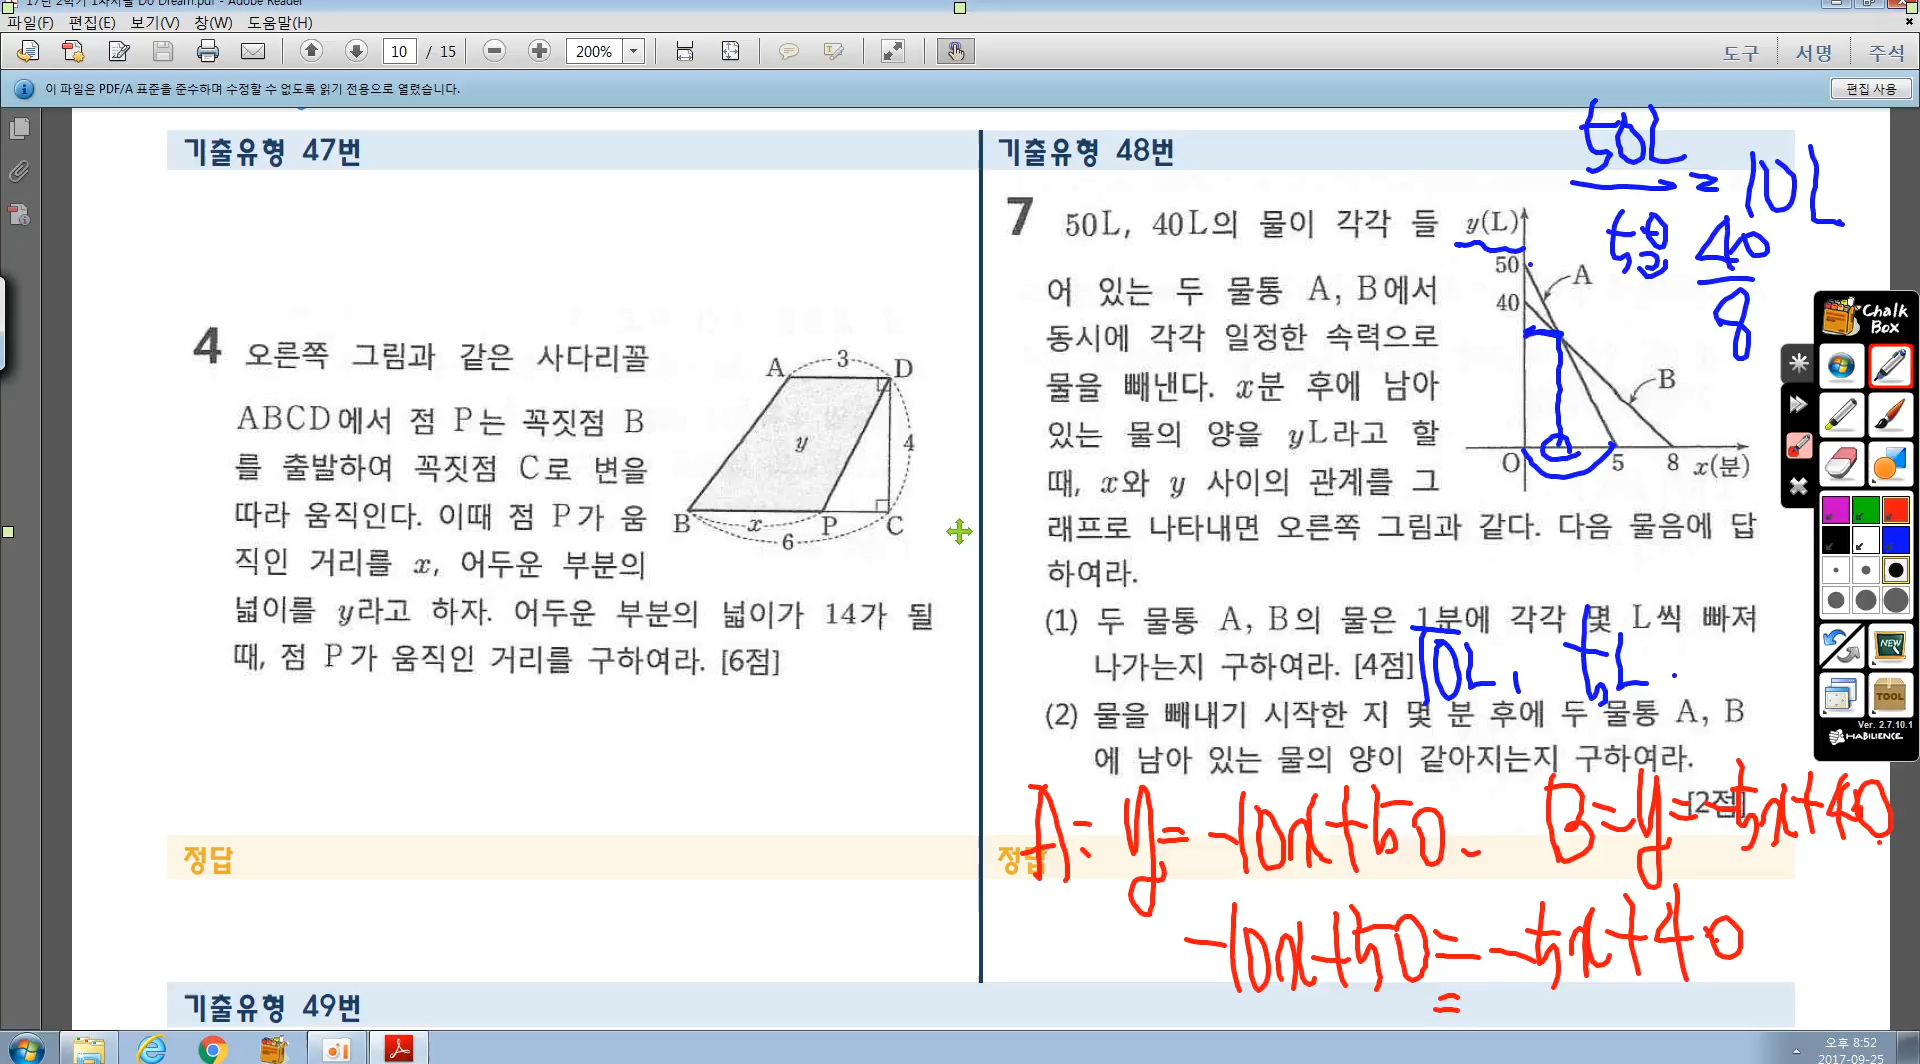 17년 2학기 1차시험 Do Dream.pdf - Adobe Reader
파일(F) 편집(E) 보기(V) 창(W) 도움말(H)
10 / 15 200% 도구 서명 주석
이 파일은 PDF/A 표준을 준수하며 수정할 수 없도록 읽기 전용으로 열렸습니다. 편집 사용
기출유형 47번
4 오른쪽 그림과 같은 사다리꼴
ABCD에서 점 P는 꼭짓점 B
를 출발하여 꼭짓점 C로 변을
따라 움직인다. 이때 점 P가 움
직인 거리를 x, 어두운 부분의
넓이를 y라고 하자. 어두운 부분의 넓이가 14가 될
때, 점 P가 움직인 거리를 구하여라. [6점]
A 3 D
y 4
B x P C
6
정답
기출유형 49번
기출유형 48번
7 50L, 40L의 물이 각각 들
어 있는 두 물통 A, B에서
동시에 각각 일정한 속력으로
물을 빼낸다. x분 후에 남아
있는 물의 양을 yL라고 할
때, x와 y 사이의 관계를 그
래프로 나타내면 오른쪽 그림과 같다. 다음 물음에 답
하여라.
(1) 두 물통 A, B의 물은 1분에 각각 몇 L씩 빠져
나가는지 구하여라. [4점]
(2) 물을 빼내기 시작한 지 몇 분 후에 두 물통 A, B
에 남아 있는 물의 양이 같아지는지 구하여라.
[2점]
y(L)
50
A
40
B
O 5 8 x(분)
50L
= 10L
40
8
10L, 5L.
A: y = -10x+50. B = y = -5x+40.
-10x+50 = -5x+40
=
정답
Chalk Box
NEW
TOOL
Ver. 2.7.10.1
HABILIENCE
오후 8:52
2017-09-25